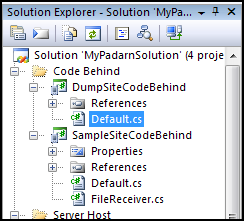 Solution Explorer - Solution 'MyPa...
Solution 'MyPadarnSolution' (4 proje
Code Behind
DumpSiteCodeBehind
References
Default.cs
SampleSiteCodeBehind
Properties
References
Default.cs
FileReceiver.cs
Server Host